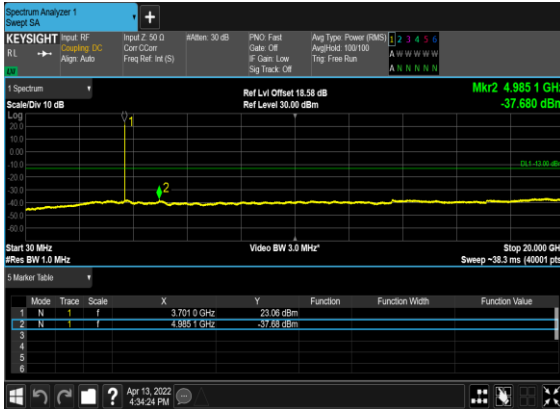 Spectrum Analyzer 1
Swept SA
+
KEYSIGHT Input: RF Input Z: 50 Ω #Atten: 30 dB PNO: Fast Avg Type: Power (RMS) 1 2 3 4 5 6
RL Coupling: DC Corr CCorr Gate: Off Avg|Hold: 100/100 A W W W W W
Align: Auto Freq Ref: Int (S) IF Gain: Low Trig: Free Run
Sig Track: Off A N N N N N
1 Spectrum Ref Lvl Offset 18.58 dB Mkr2 4.985 1 GHz
Scale/Div 10 dB Ref Level 30.00 dBm -37.680 dBm
Log
20.0
10.0
0.00
-10.0
DL1 -13.00 dBm
-20.0
-30.0
-40.0
-50.0
-60.0
1
2
Start 30 MHz Video BW 3.0 MHz* Stop 20.000 GH
#Res BW 1.0 MHz Sweep ~38.3 ms (40001 pts
5 Marker Table
Mode Trace Scale X Y Function Function Width Function Value
1 N 1 f 3.701 0 GHz 23.06 dBm
2 N 1 f 4.985 1 GHz -37.68 dBm
3
4
5
6
? Apr 13, 2022
4:34:24 PM